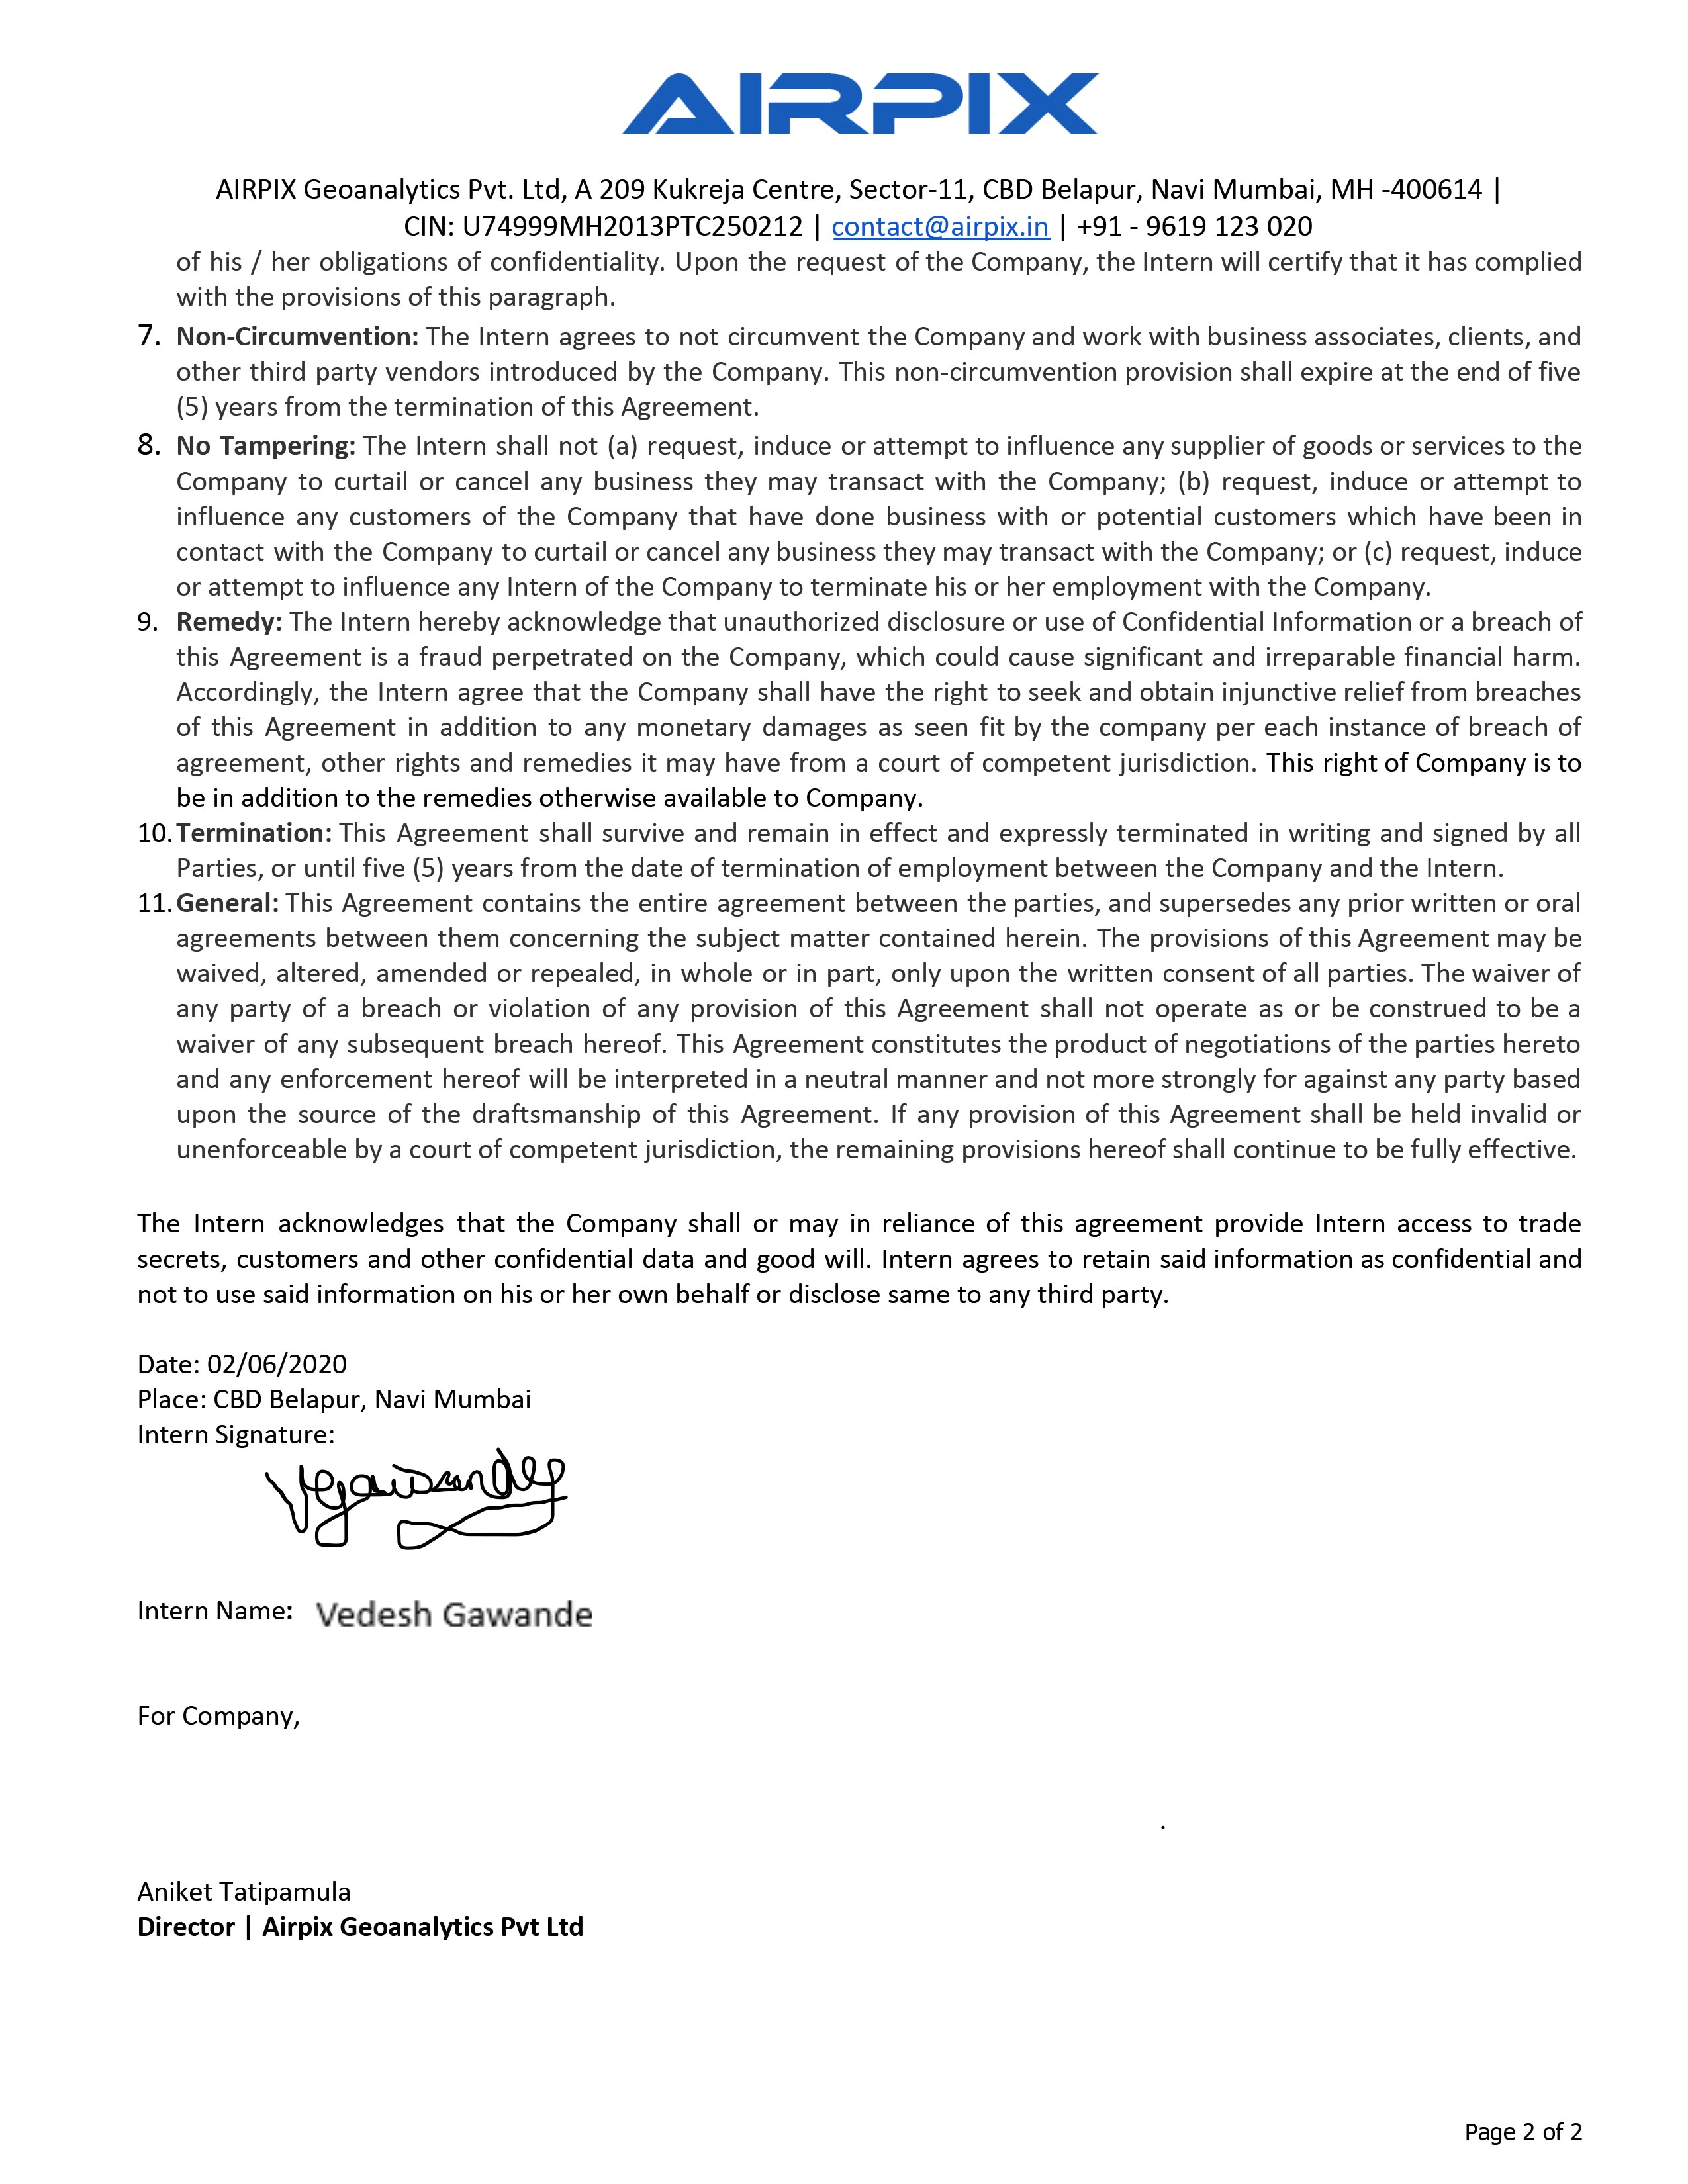 AIRPIX
AIRPIX Geoanalytics Pvt. Ltd, A 209 Kukreja Centre, Sector-11, CBD Belapur, Navi Mumbai, MH -400614 |
CIN: U74999MH2013PTC250212 | contact@airpix.in | +91 - 9619 123 020
of his / her obligations of confidentiality. Upon the request of the Company, the Intern will certify that it has complied
with the provisions of this paragraph.
7. Non-Circumvention: The Intern agrees to not circumvent the Company and work with business associates, clients, and
other third party vendors introduced by the Company. This non-circumvention provision shall expire at the end of five
(5) years from the termination of this Agreement.
8. No Tampering: The Intern shall not (a) request, induce or attempt to influence any supplier of goods or services to the
Company to curtail or cancel any business they may transact with the Company; (b) request, induce or attempt to
influence any customers of the Company that have done business with or potential customers which have been in
contact with the Company to curtail or cancel any business they may transact with the Company; or (c) request, induce
or attempt to influence any Intern of the Company to terminate his or her employment with the Company.
9. Remedy: The Intern hereby acknowledge that unauthorized disclosure or use of Confidential Information or a breach of
this Agreement is a fraud perpetrated on the Company, which could cause significant and irreparable financial harm.
Accordingly, the Intern agree that the Company shall have the right to seek and obtain injunctive relief from breaches
of this Agreement in addition to any monetary damages as seen fit by the company per each instance of breach of
agreement, other rights and remedies it may have from a court of competent jurisdiction. This right of Company is to
be in addition to the remedies otherwise available to Company.
10. Termination: This Agreement shall survive and remain in effect and expressly terminated in writing and signed by all
Parties, or until five (5) years from the date of termination of employment between the Company and the Intern.
11. General: This Agreement contains the entire agreement between the parties, and supersedes any prior written or oral
agreements between them concerning the subject matter contained herein. The provisions of this Agreement may be
waived, altered, amended or repealed, in whole or in part, only upon the written consent of all parties. The waiver of
any party of a breach or violation of any provision of this Agreement shall not operate as or be construed to be a
waiver of any subsequent breach hereof. This Agreement constitutes the product of negotiations of the parties hereto
and any enforcement hereof will be interpreted in a neutral manner and not more strongly for against any party based
upon the source of the draftsmanship of this Agreement. If any provision of this Agreement shall be held invalid or
unenforceable by a court of competent jurisdiction, the remaining provisions hereof shall continue to be fully effective.
The Intern acknowledges that the Company shall or may in reliance of this agreement provide Intern access to trade
secrets, customers and other confidential data and good will. Intern agrees to retain said information as confidential and
not to use said information on his or her own behalf or disclose same to any third party.
Date: 02/06/2020
Place: CBD Belapur, Navi Mumbai
Intern Signature:
Intern Name: Vedesh Gawande
For Company,
.
Aniket Tatipamula
Director | Airpix Geoanalytics Pvt Ltd
Page 2 of 2